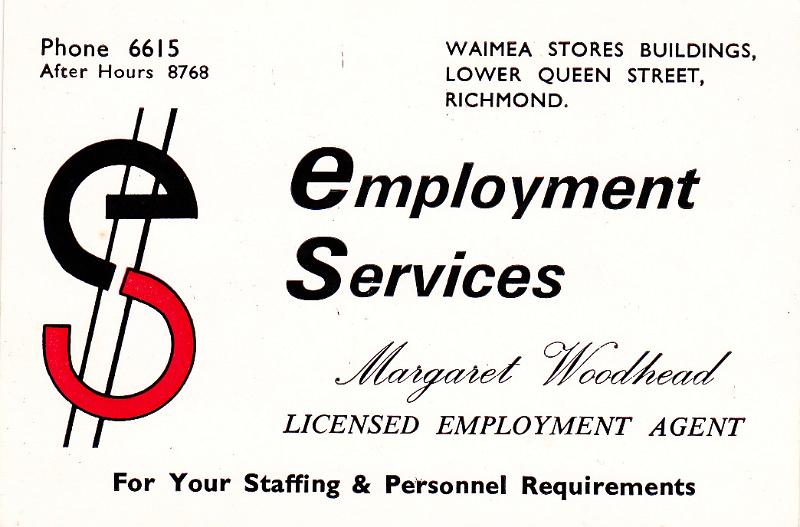 Phone 6615
After Hours 8768
WAIMEA STORES BUILDINGS,
LOWER QUEEN STREET,
RICHMOND.
employment
Services
Margaret Woodhead
LICENSED EMPLOYMENT AGENT
For Your Staffing & Personnel Requirements